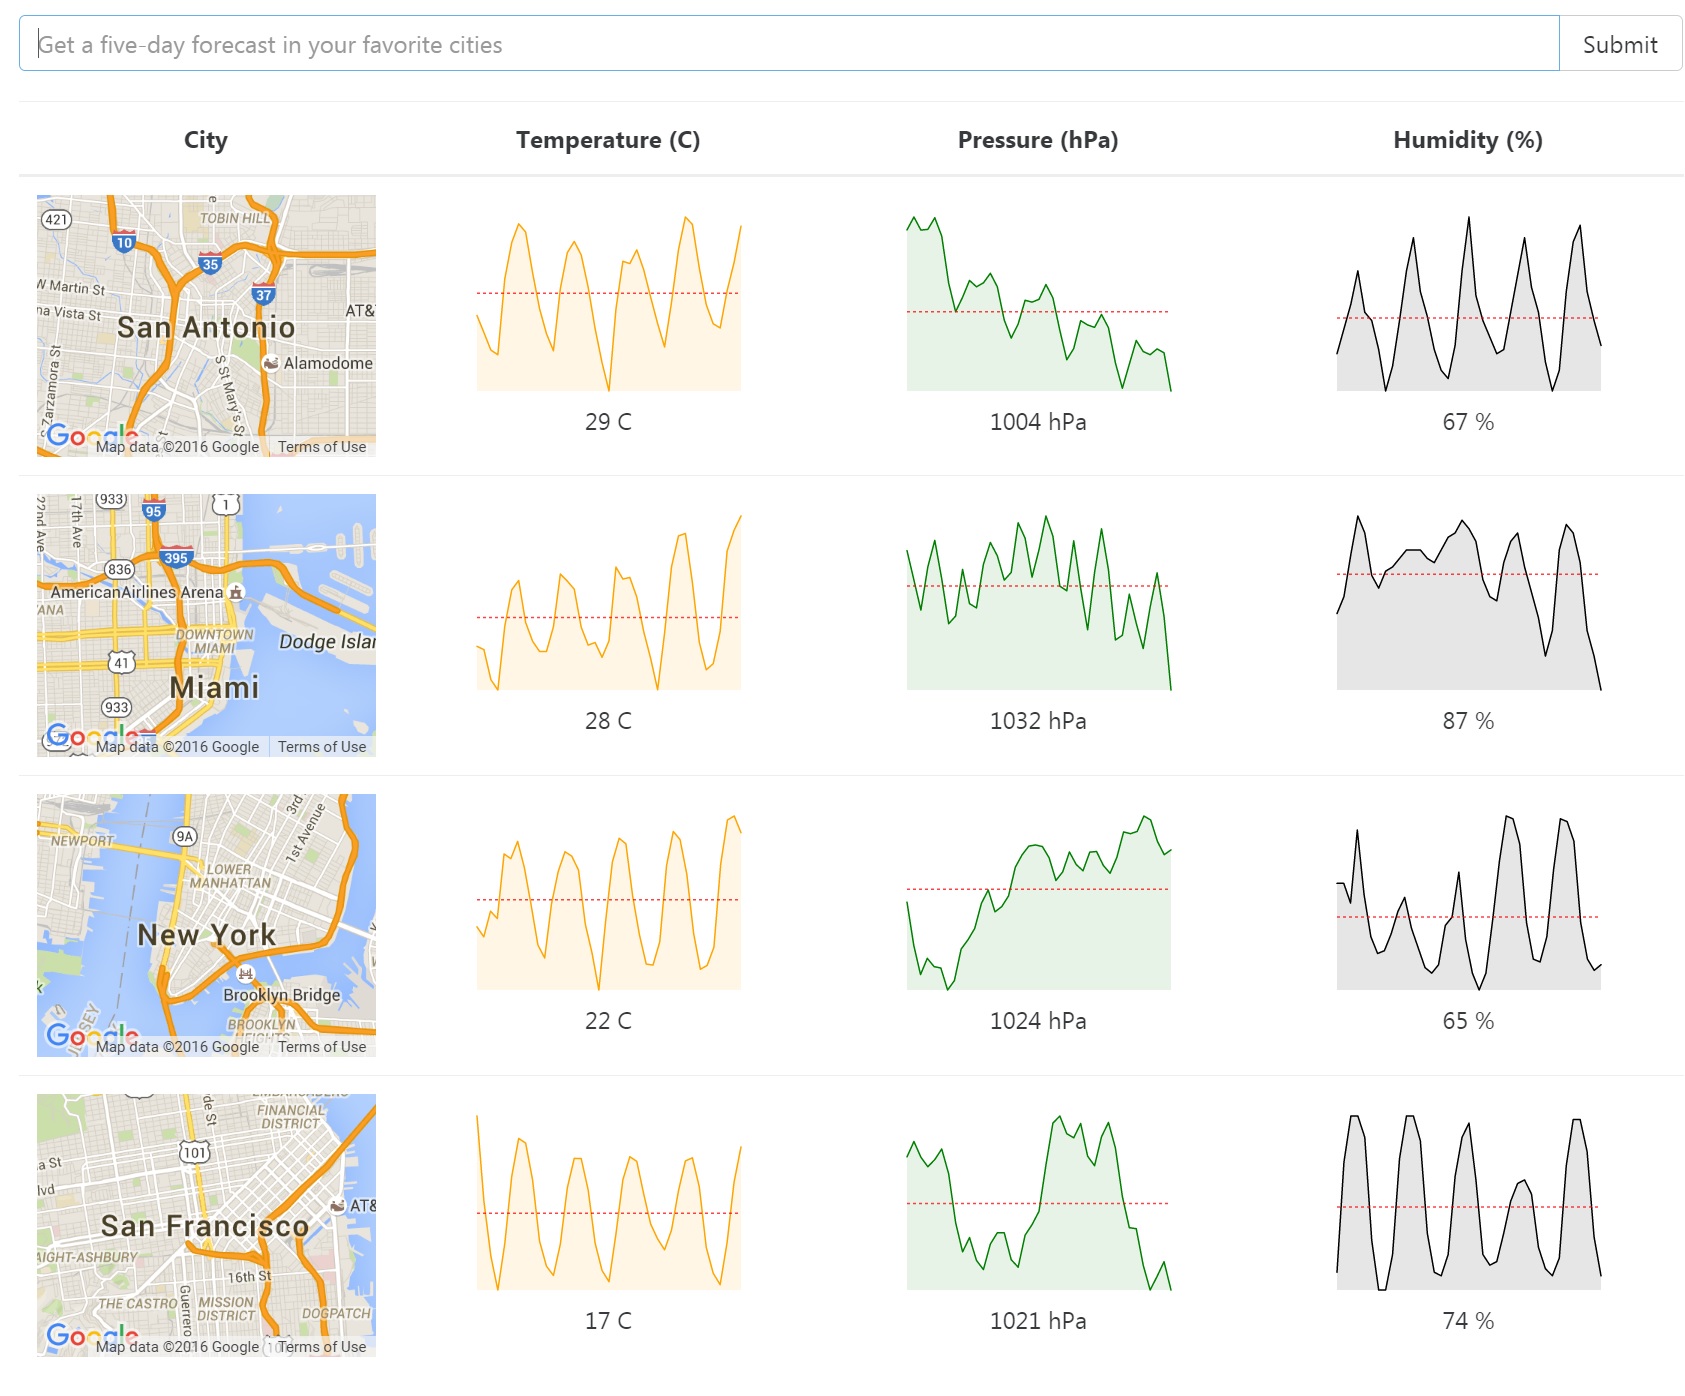 Get a five-day forecast in your favorite cities
Submit
City
Temperature (C)
Pressure (hPa)
Humidity (%)
421
TOBIN HILL
10
35
37
W Martin St
na Vista St
AT&T
San Antonio
Alamodome
S Zarzamora St
S St Mary's St
Google
Map data ©2016 Google
Terms of Use
29 C
1004 hPa
67 %
933
95
1
22nd Ave
17th Ave
395
836
AmericanAirlines Arena
ANA
DOWNTOWN
MIAMI
Dodge Islan
41
Miami
933
Google
Map data ©2016 Google
Terms of Use
28 C
1032 hPa
87 %
3rd
9A
1st Avenue
NEWPORT
LOWER
MANHATTAN
New York
Brooklyn Bridge
BROOKLYN
HEIGHTS
Google
Map data ©2016 Google
Terms of Use
22 C
1024 hPa
65 %
EMBARCADERO
de St
FINANCIAL
DISTRICT
101
a St
lvd
AT&
San Francisco
AIGHT-ASHBURY
16th St
Guerrero
THE CASTRO
MISSION
DISTRICT
DOGPATCH
Google
Map data ©2016 Google
Terms of Use
17 C
1021 hPa
74 %